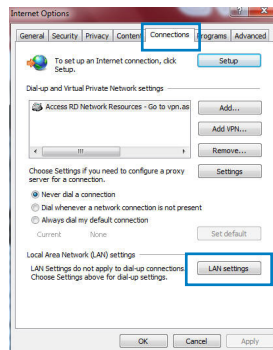 Internet Options
General Security Privacy Content Connections Programs Advanced
To set up an Internet connection, click
Setup.
Setup
Dial-up and Virtual Private Network settings
Access RD Network Resources - Go to vpn.as
Add...
Add VPN...
Remove...
Choose Settings if you need to configure a proxy
server for a connection.
Settings
Never dial a connection
Dial whenever a network connection is not present
Always dial my default connection
Current None
Set default
Local Area Network (LAN) settings
LAN Settings do not apply to dial-up connections.
Choose Settings above for dial-up settings.
LAN settings
OK Cancel Apply